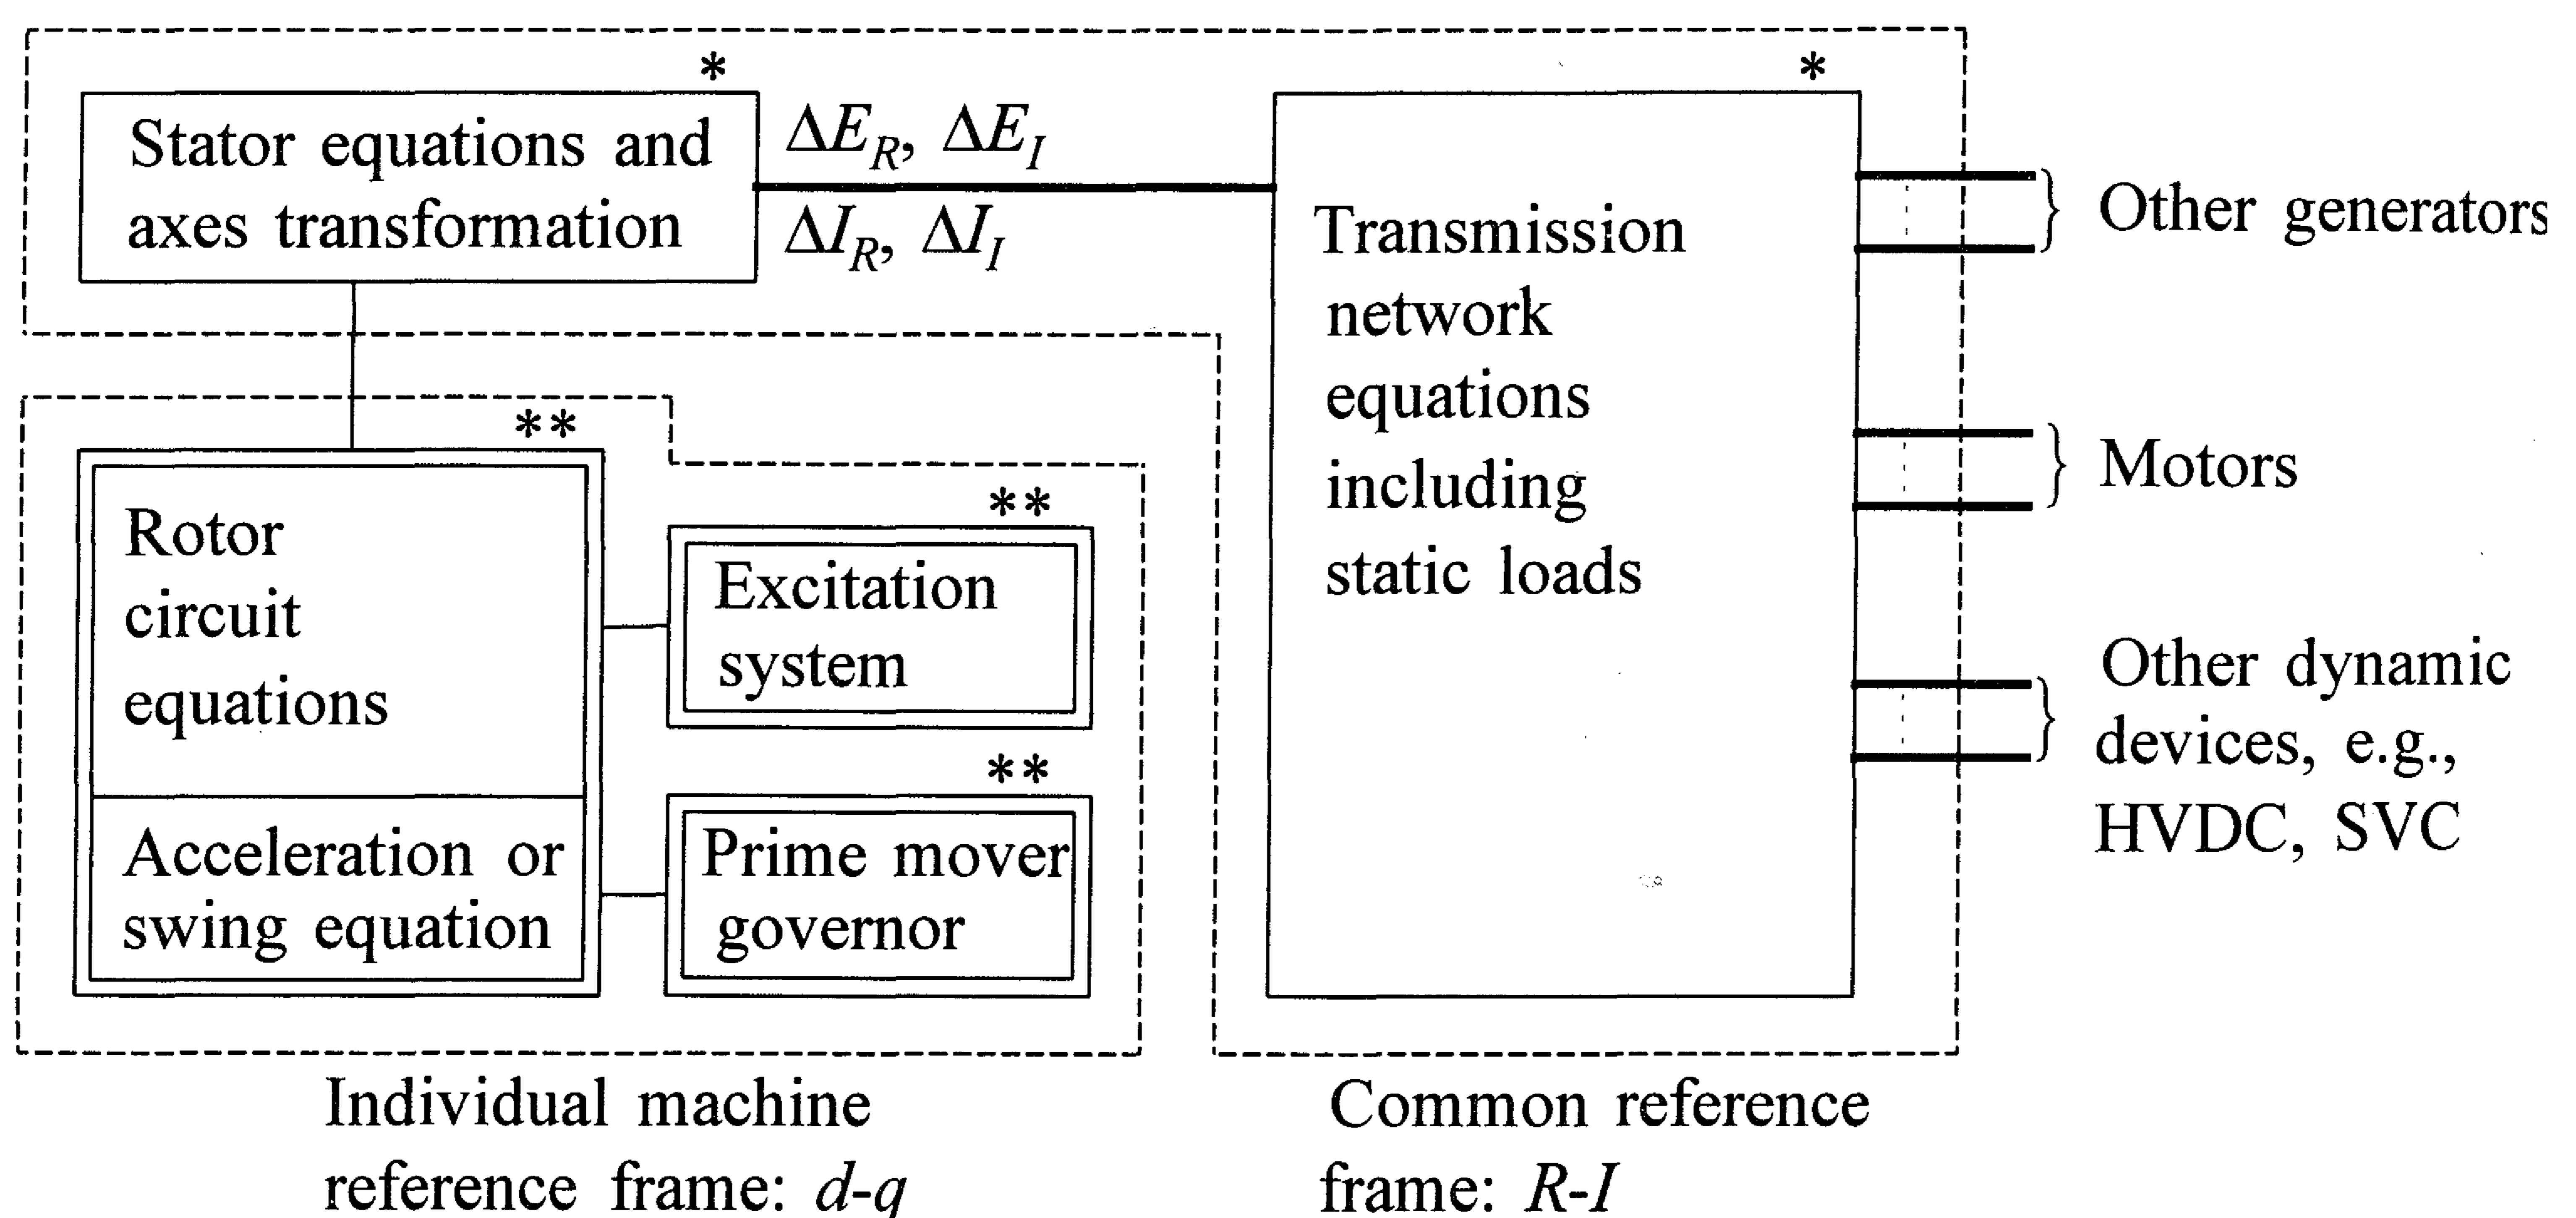 *
Stator equations and
axes transformation
ΔE_R, ΔE_I
ΔI_R, ΔI_I
*
Transmission
network
equations
including
static loads
Other generators
Motors
Other dynamic
devices, e.g.,
HVDC, SVC
**
Rotor
circuit
equations
Acceleration or
swing equation
**
Excitation
system
**
Prime mover
governor
Individual machine
reference frame: d-q
Common reference
frame: R-I